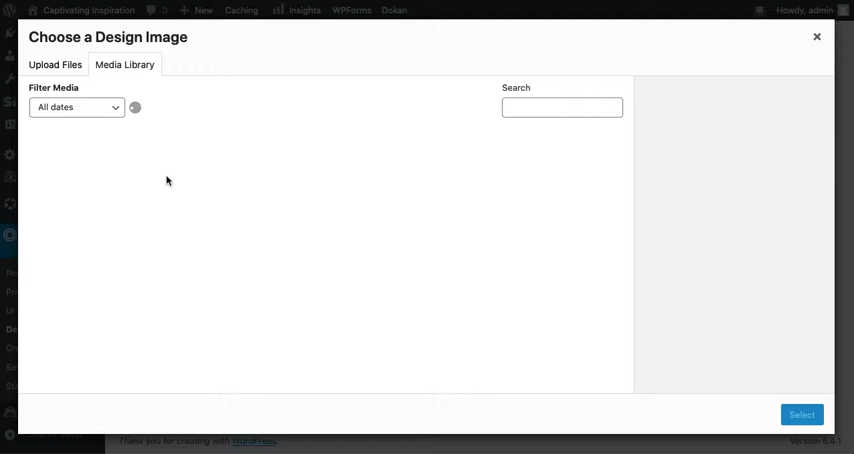 Captivating Inspiration 0 New Caching Insights WPForms Dokan Howdy, admin
Choose a Design Image
Upload Files Media Library
Filter Media Search
All dates
Select
Thank you for creating with WordPress.
Version 6.4.1